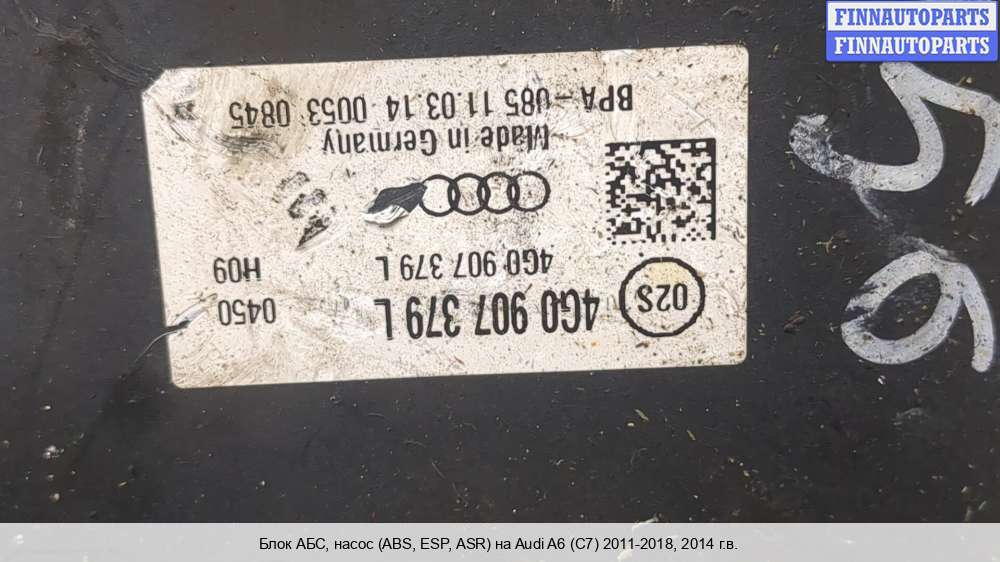 FINNAUTOPARTS
FINNAUTOPARTS
02S
4G0 907 379 L
0450
4G0 907 379 L
H09
Made in Germany
BPA-085 11.03.14 0053 0845
Блок АБС, насос (ABS, ESP, ASR) на Audi A6 (C7) 2011-2018, 2014 г.в.